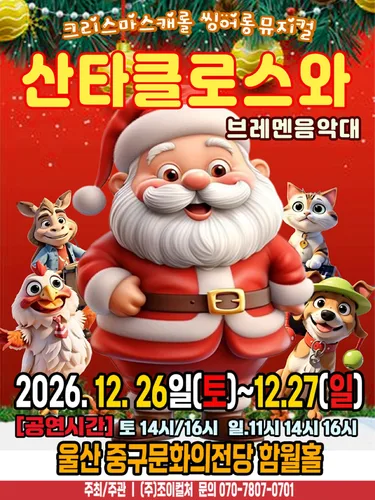 크리스마스캐롤 씽어롱 뮤지컬
산타클로스와
브레멘음악대
2026. 12. 26일(토)~12.27(일)
[공연시간] 토 14시/16시 일.11시 14시 16시
울산 중구문화의전당 함월홀
주최/주관 | (주)조이컬처 문의 070-7807-0701